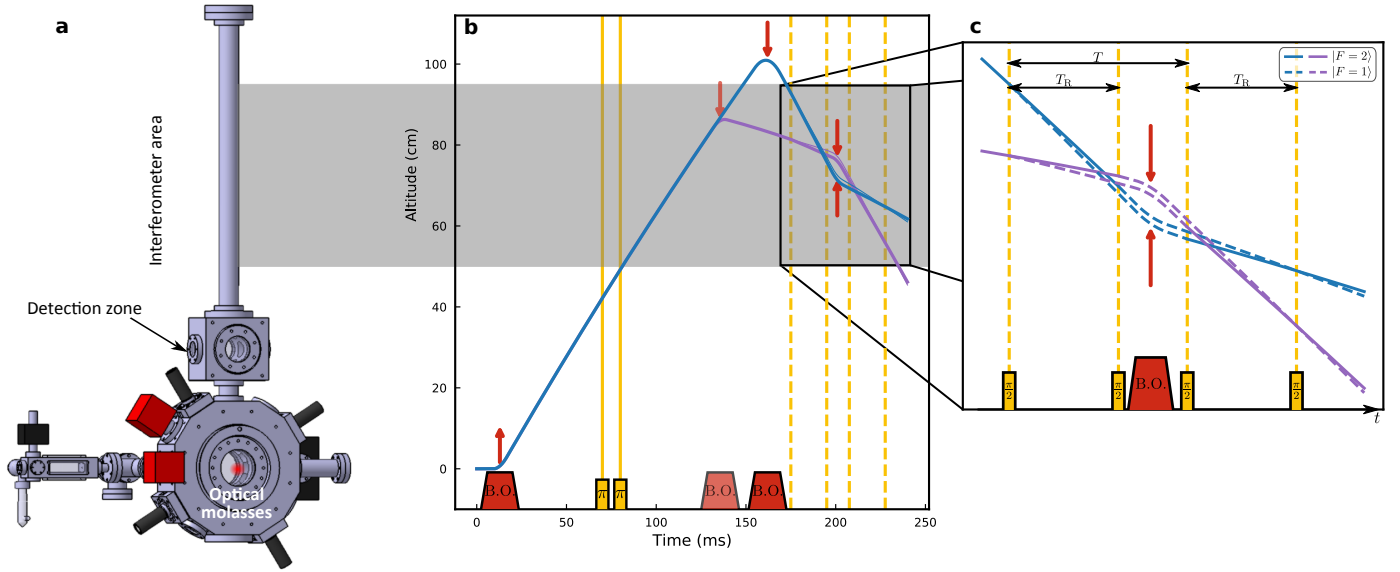 a
Interferometer area
Detection zone
Optical
molasses
b
Altitude (cm)
100
80
60
40
20
0
B.O.
π
π
B.O.
B.O.
0
50
100
150
200
250
Time (ms)
c
T
T_R
T_R
|F = 2⟩
|F = 1⟩
π/2
π/2
B.O.
π/2
π/2
t